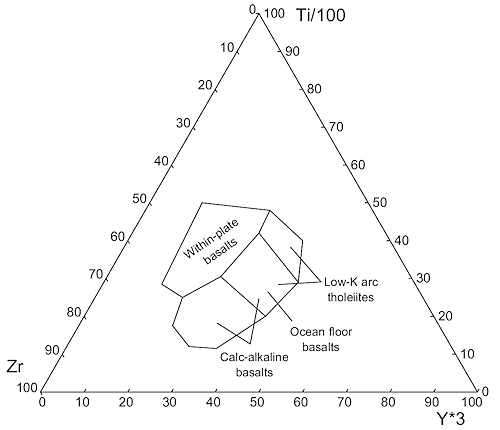 0 100 Ti/100
10 90
20 80
30 70
40 60
50 50
60 40
Within-plate
basalts
70 30
Low-K arc
tholeiites
80 20
Ocean floor
basalts
90 10
Calc-alkaline
basalts
Zr
100 0
0 10 20 30 40 50 60 70 80 90 100
Y*3